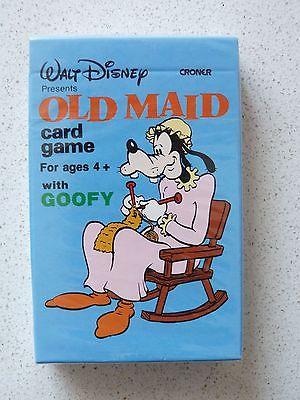 WALT DISNEY
CRONER
Presents
OLD MAID
card
game
For ages 4+
with
GOOFY